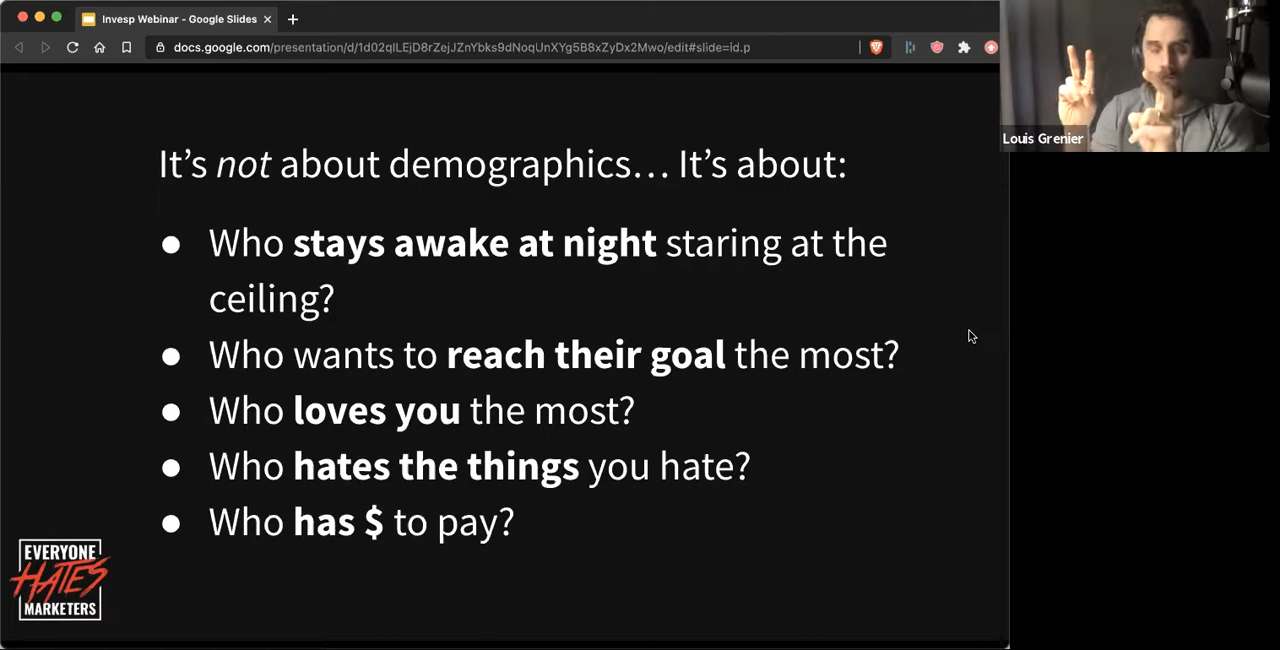 Invesp Webinar - Google Slides
docs.google.com/presentation/d/1d02qlLEjD8rZejJZnYbks9dNoqUnXYg5B8xZyDx2Mwo/edit#slide=id.p
Louis Grenier
It's not about demographics… It's about:
● Who stays awake at night staring at the
ceiling?
● Who wants to reach their goal the most?
● Who loves you the most?
● Who hates the things you hate?
● Who has $ to pay?
EVERYONE
HATES
MARKETERS